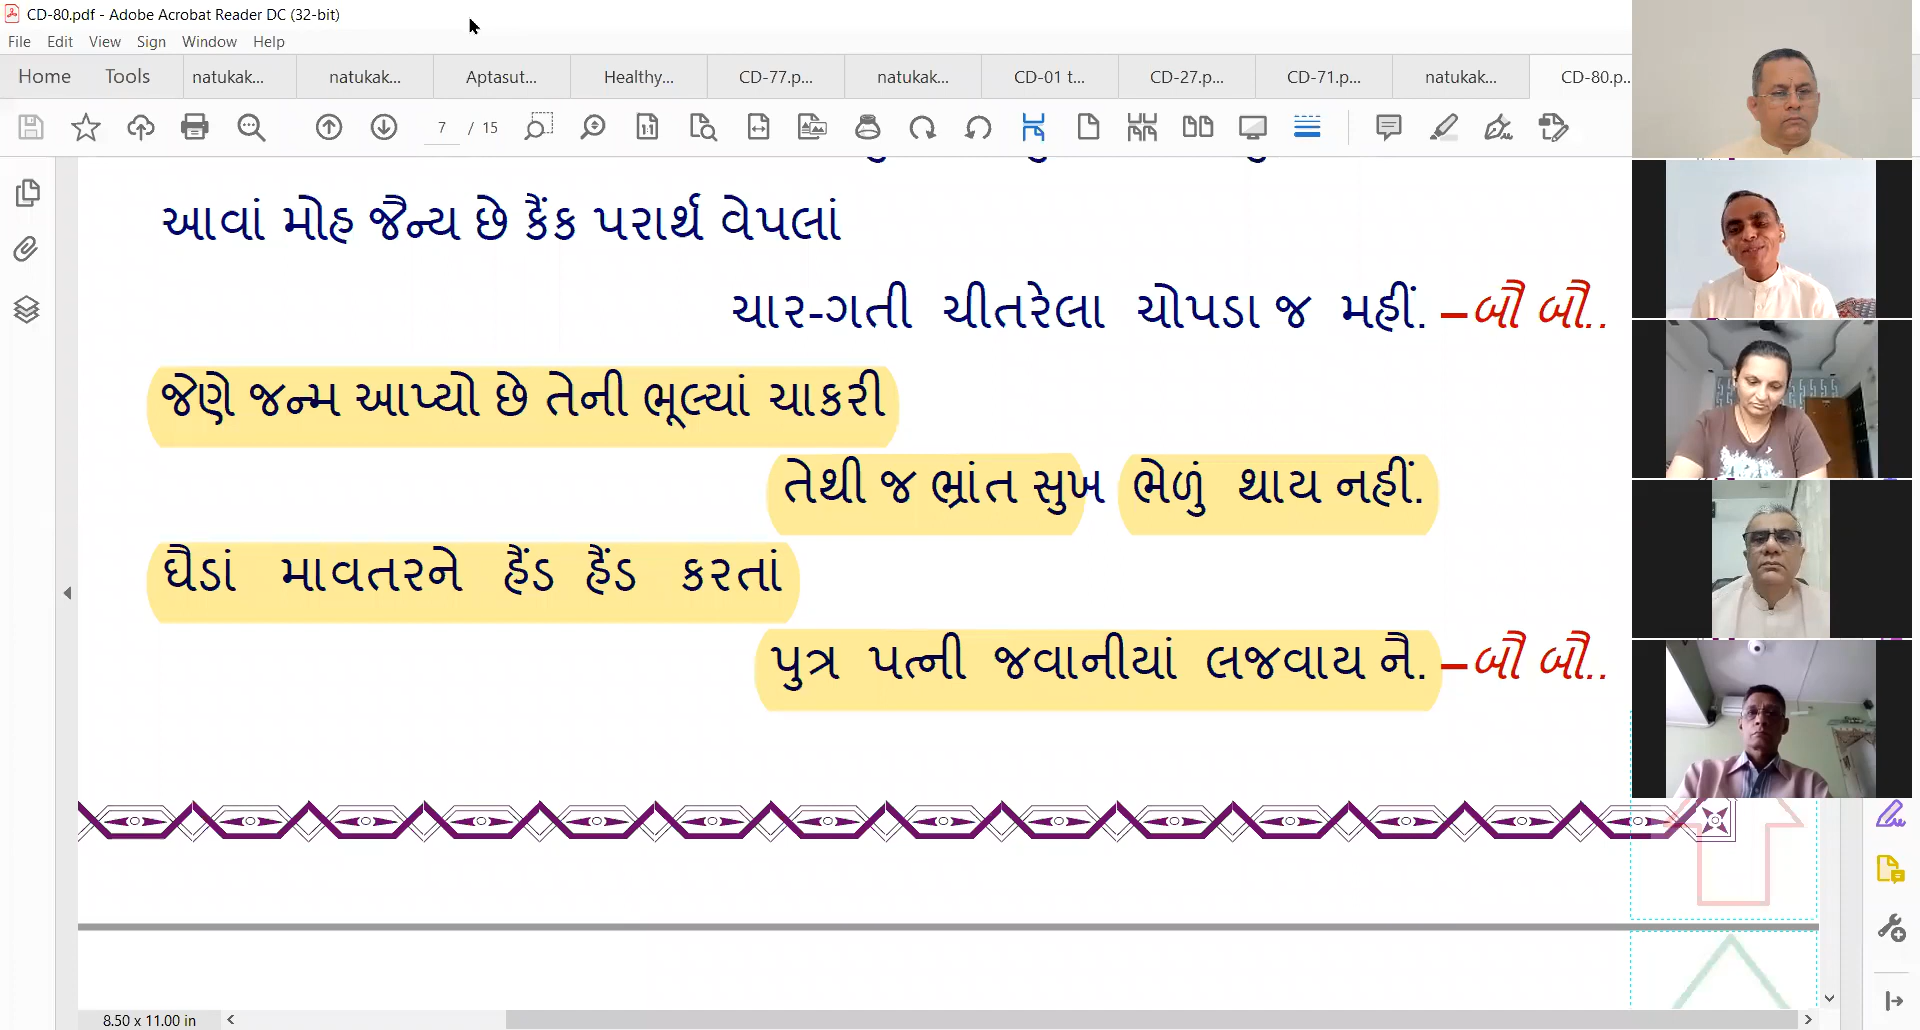 CD-80.pdf - Adobe Acrobat Reader DC (32-bit)
File Edit View Sign Window Help
Home Tools natukak... natukak... Aptasut... Healthy... CD-77.p... natukak... CD-01 t... CD-27.p... CD-71.p... natukak... CD-80.p..
7 / 15
આવાં મોહ જૈન્ય છે કૈંક પરાર્થ વેપલાં
ચાર-ગતી ચીતરેલા ચોપડા જ મહીં. –બૌ બૌ..
જેણે જન્મ આપ્યો છે તેની ભૂલ્યાં ચાકરી
તેથી જ ભ્રાંત સુખ ભેળું થાય નહીં.
ઘૈડાં માવતરને હૈંડ હૈંડ કરતાં
પુત્ર પત્ની જવાનીયાં લજવાય નૈ. –બૌ બૌ..
8.50 x 11.00 in